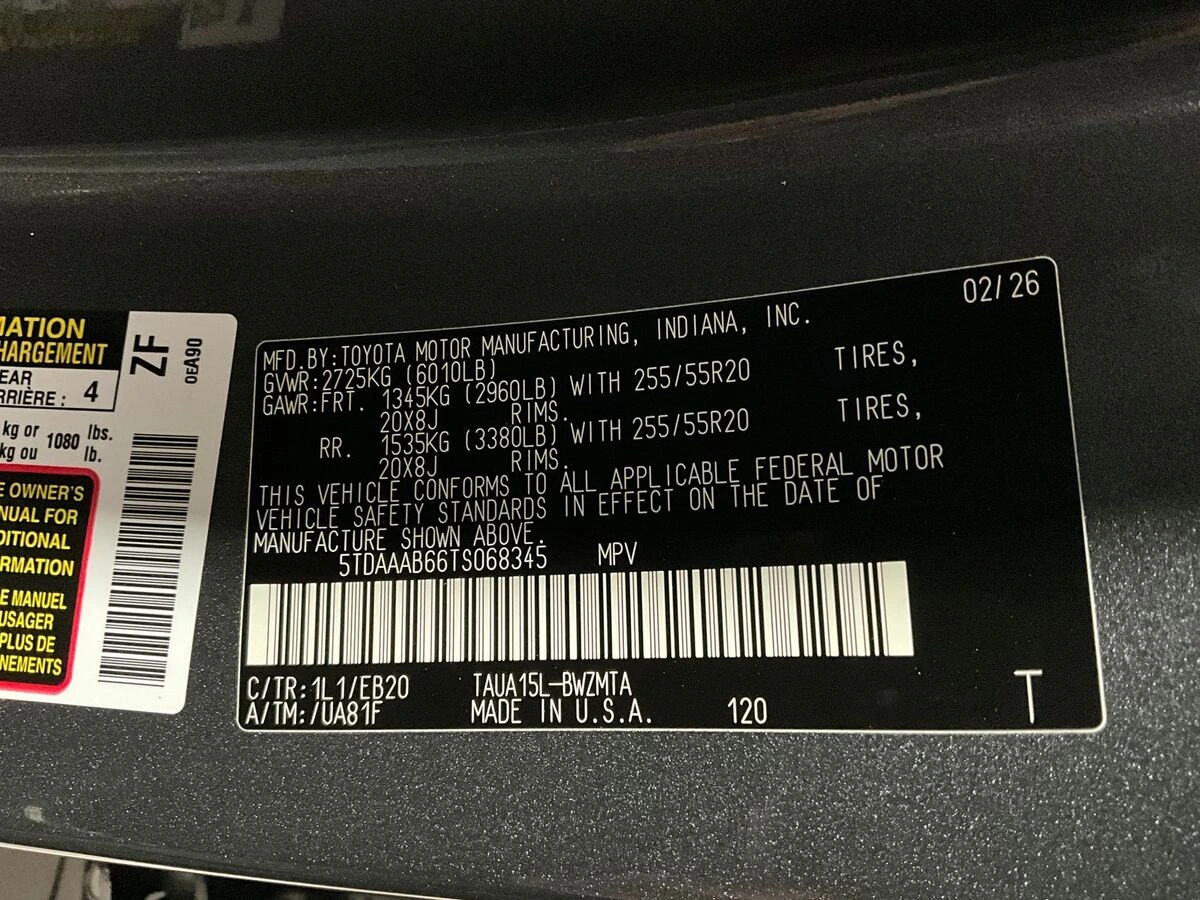 MATION
HARGEMENT
EAR
RRIÈRE : 4
kg or 1080 lbs.
kg ou lb.
E OWNER'S
NUAL FOR
DITIONAL
RMATION
E MANUEL
USAGER
PLUS DE
NEMENTS
ZF
0EA90
02/26
MFD.BY:TOYOTA MOTOR MANUFACTURING, INDIANA, INC.
GVWR:2725KG (6010LB)
GAWR:FRT. 1345KG (2960LB) WITH 255/55R20 TIRES,
20X8J RIMS.
RR. 1535KG (3380LB) WITH 255/55R20 TIRES,
20X8J RIMS.
THIS VEHICLE CONFORMS TO ALL APPLICABLE FEDERAL MOTOR
VEHICLE SAFETY STANDARDS IN EFFECT ON THE DATE OF
MANUFACTURE SHOWN ABOVE.
5TDAAAB66TS068345 MPV
C/TR:1L1/EB20 TAUA15L-BWZMTA
A/TM:/UA81F MADE IN U.S.A. 120 T